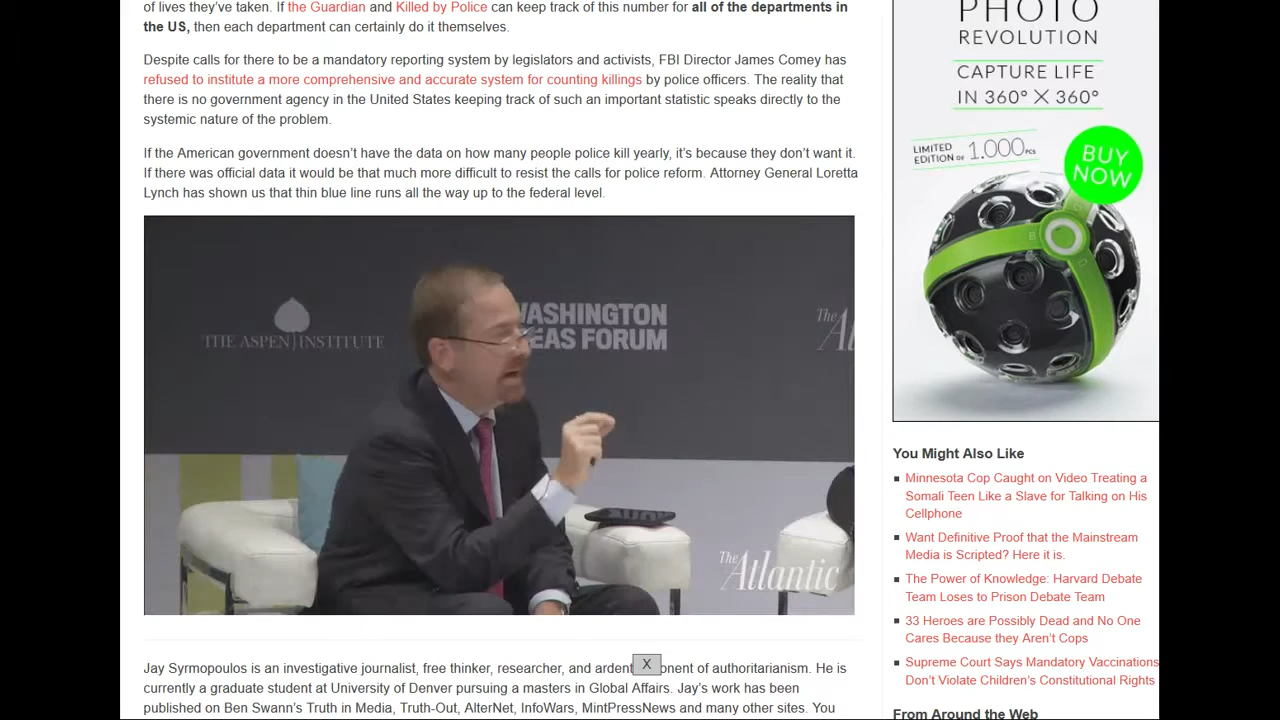 of lives they've taken. If the Guardian and Killed by Police can keep track of this number for all of the departments in
the US, then each department can certainly do it themselves.
Despite calls for there to be a mandatory reporting system by legislators and activists, FBI Director James Comey has
refused to institute a more comprehensive and accurate system for counting killings by police officers. The reality that
there is no government agency in the United States keeping track of such an important statistic speaks directly to the
systemic nature of the problem.
If the American government doesn't have the data on how many people police kill yearly, it's because they don't want it.
If there was official data it would be that much more difficult to resist the calls for police reform. Attorney General Loretta
Lynch has shown us that thin blue line runs all the way up to the federal level.
THE ASPEN INSTITUTE
WASHINGTON
EAS FORUM
The
Atl
The
Atlantic
Jay Syrmopoulos is an investigative journalist, free thinker, researcher, and ardent onent of authoritarianism. He is
X
currently a graduate student at University of Denver pursuing a masters in Global Affairs. Jay's work has been
published on Ben Swann's Truth in Media, Truth-Out, AlterNet, InfoWars, MintPressNews and many other sites. You
PHOTO
REVOLUTION
CAPTURE LIFE
IN 360° X 360°
LIMITED
EDITION OF 1.000 PCS
BUY
NOW
You Might Also Like
Minnesota Cop Caught on Video Treating a
Somali Teen Like a Slave for Talking on His
Cellphone
Want Definitive Proof that the Mainstream
Media is Scripted? Here it is.
The Power of Knowledge: Harvard Debate
Team Loses to Prison Debate Team
33 Heroes are Possibly Dead and No One
Cares Because they Aren't Cops
Supreme Court Says Mandatory Vaccinations
Don't Violate Children's Constitutional Rights
From Around the Web